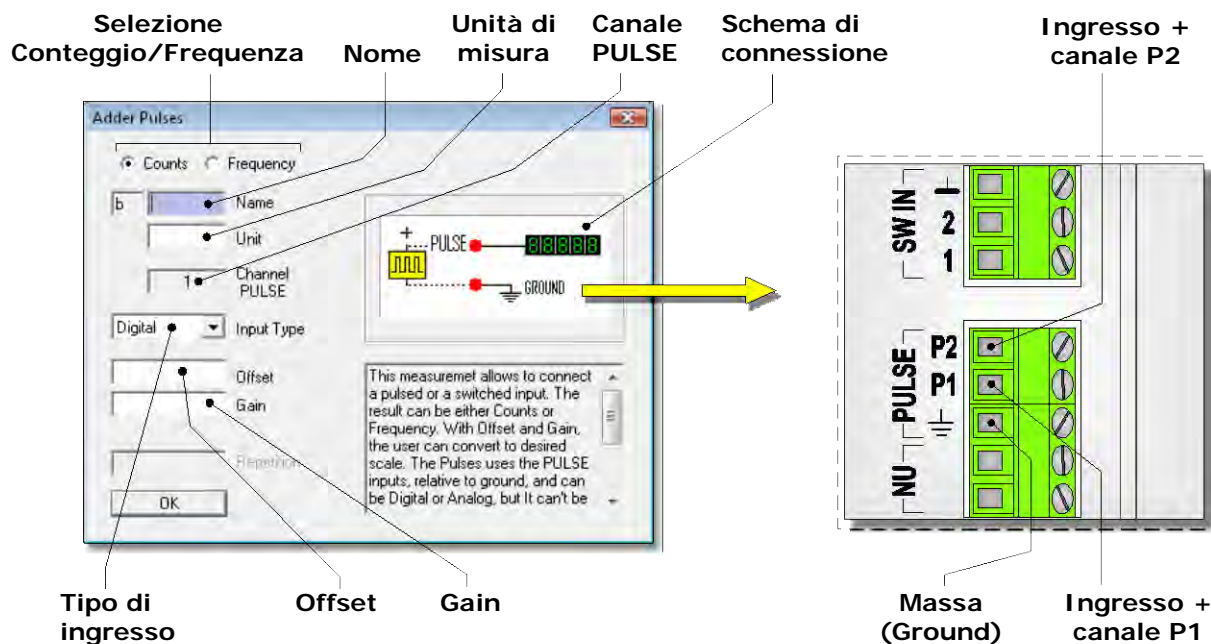 Selezione
Conteggio/Frequenza
Nome
Unità di
misura
Canale
PULSE
Schema di
connessione
Ingresso +
canale P2
Adder Pulses
Counts
Frequency
b
Name
Unit
1
Channel
PULSE
Digital
Input Type
Offset
Gain
Repetition
OK
+
PULSE
88888
GROUND
This measuremet allows to connect
a pulsed or a switched input. The
result can be either Counts or
Frequency. With Offset and Gain,
the user can convert to desired
scale. The Pulses uses the PULSE
inputs, relative to ground, and can
be Digital or Analog, but It can't be
SW IN
2
1
PULSE
P2
P1
NU
Tipo di
ingresso
Offset
Gain
Massa
(Ground)
Ingresso +
canale P1